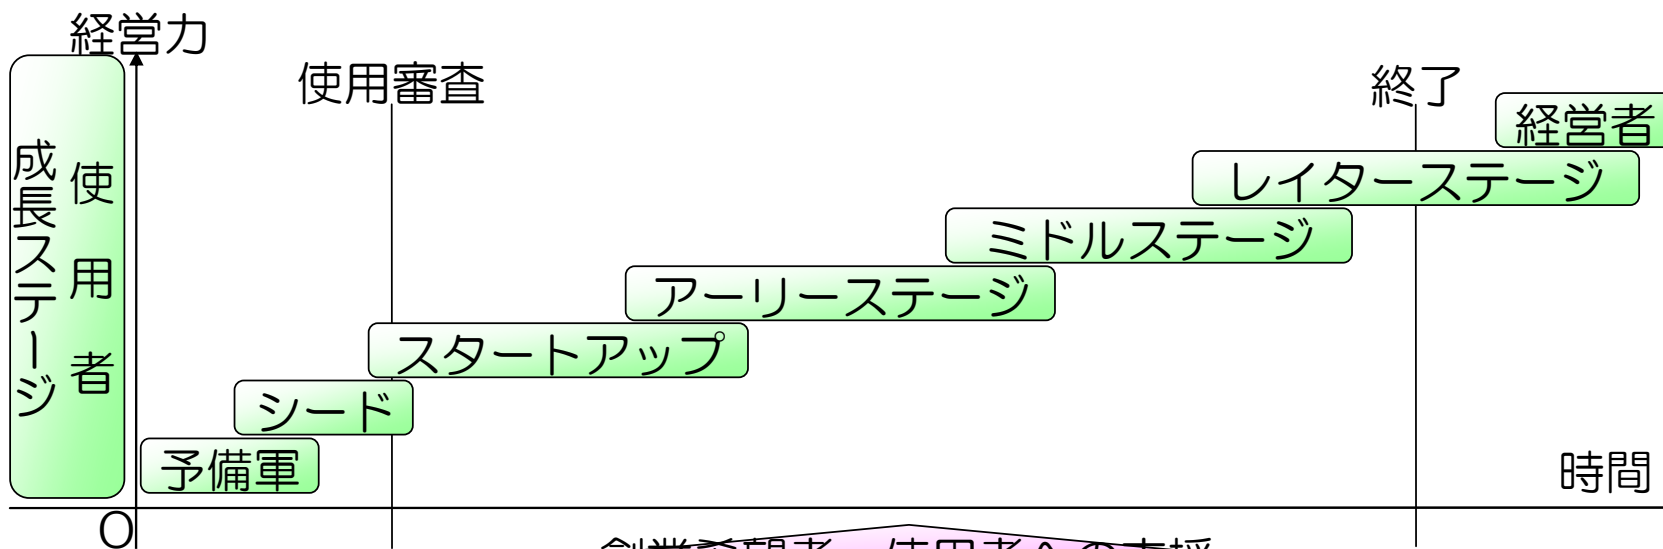 経営力
使用審査
終了
経営者
レイターステージ
ミドルステージ
アーリーステージ
スタートアップ
シード
予備軍
使用者
成長ステージ
時間
O